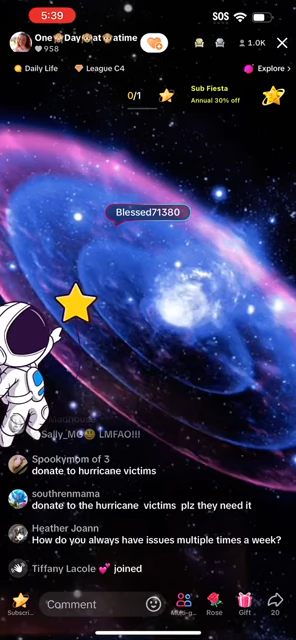 5:39
SOS
One🙈Day🙈at🙈atime
958
1.0K
Daily Life
League C4
Explore >
0/1
Sub Fiesta
Annual 30% off
Blessed71380
Sally_MO😀 LMFAO!!!
Spookymom of 3
donate to hurricane victims
southrenmama
donate to the hurricane victims plz they need it
Heather Joann
How do you always have issues multiple times a week?
Tiffany Lacole 💕 joined
Subscri...
Comment
Multi-g...
Rose
Gift
20